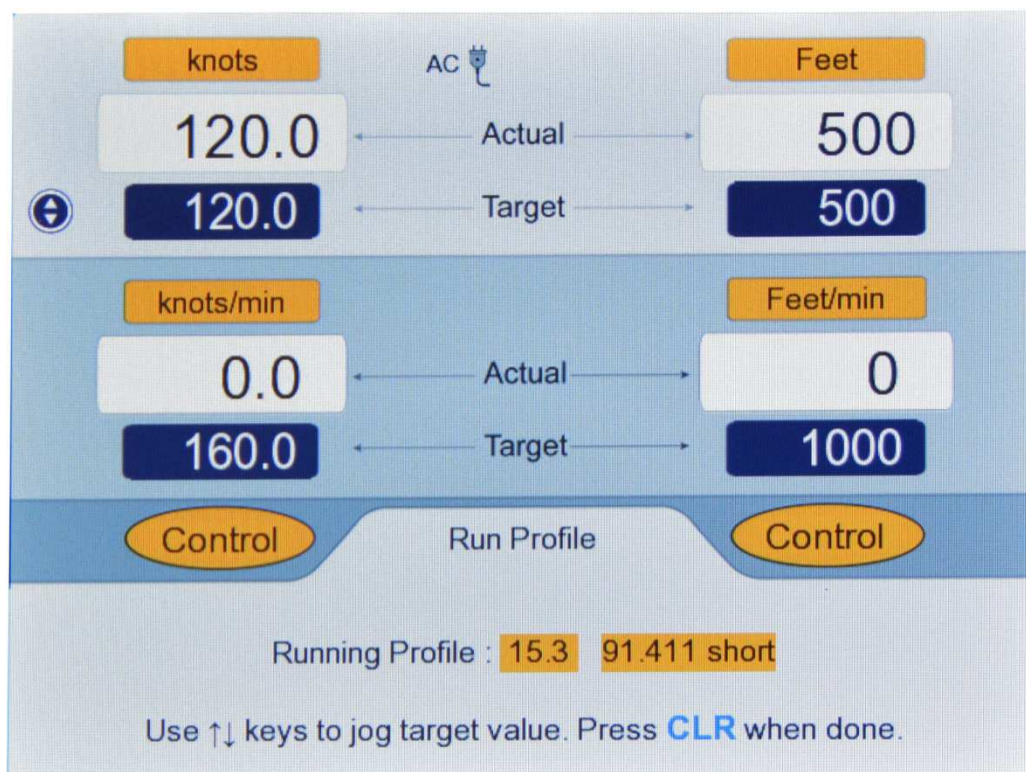 knots AC Feet
120.0 Actual 500
120.0 Target 500
knots/min Feet/min
0.0 Actual 0
160.0 Target 1000
Control Run Profile Control
Running Profile : 15.3 91.411 short
Use ↑↓ keys to jog target value. Press CLR when done.